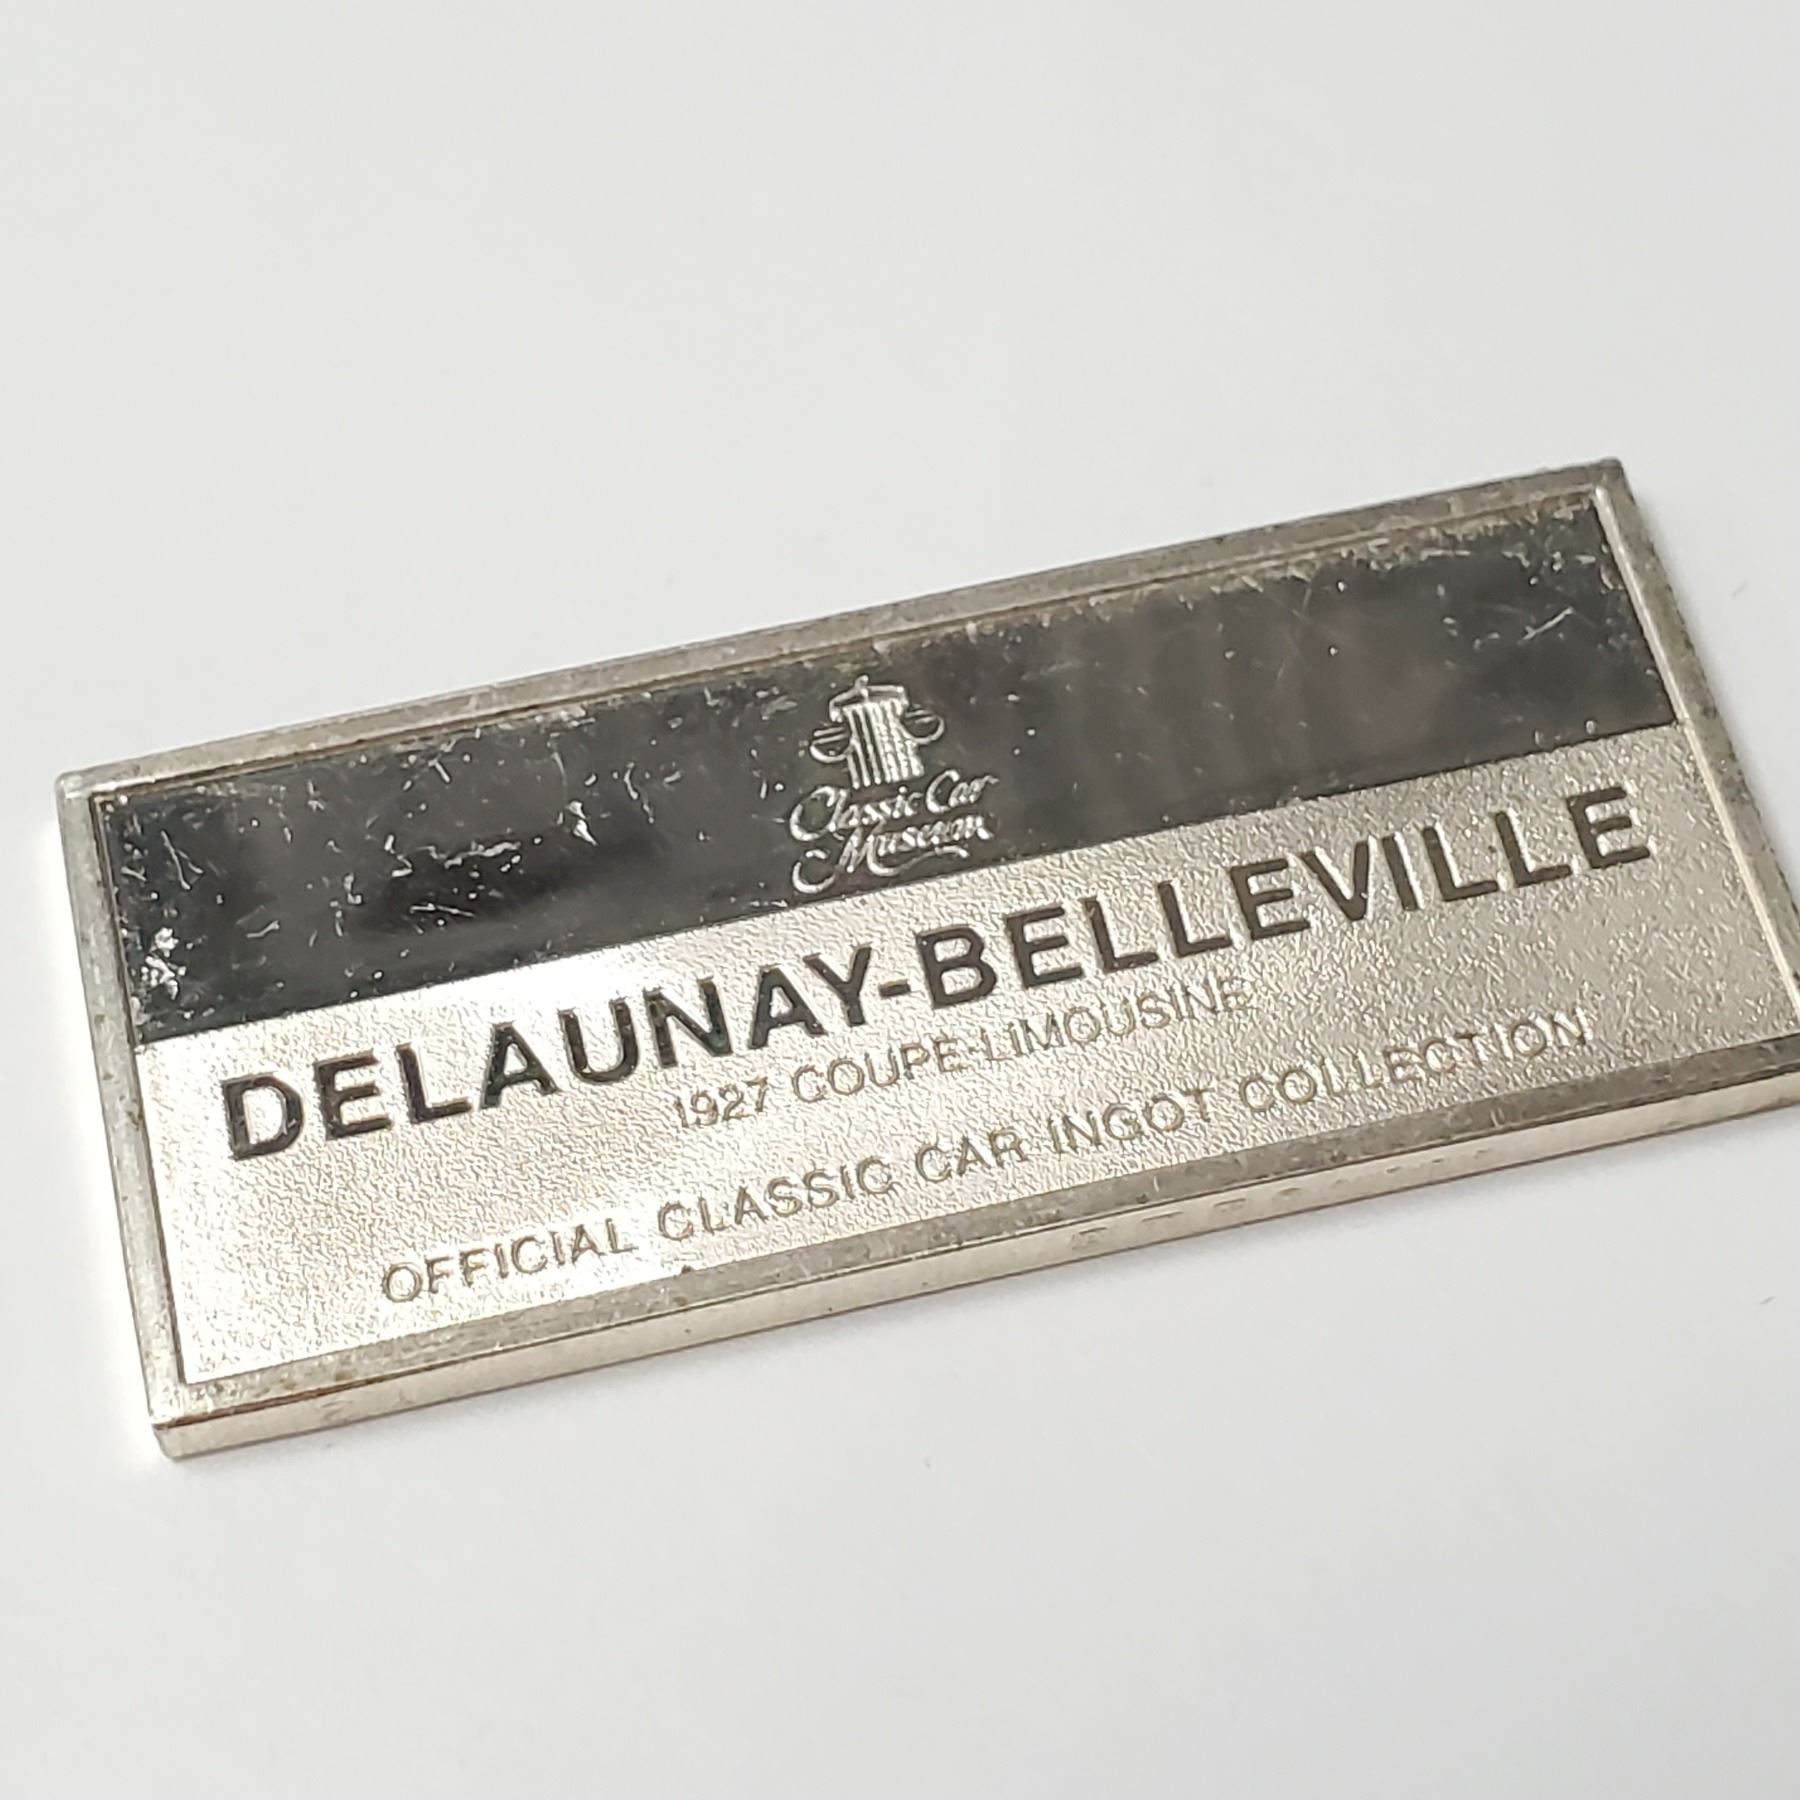 Classic Car
Museum
DELAUNAY-BELLEVILLE
1927 COUPE-LIMOUSINE
OFFICIAL CLASSIC CAR INGOT COLLECTION